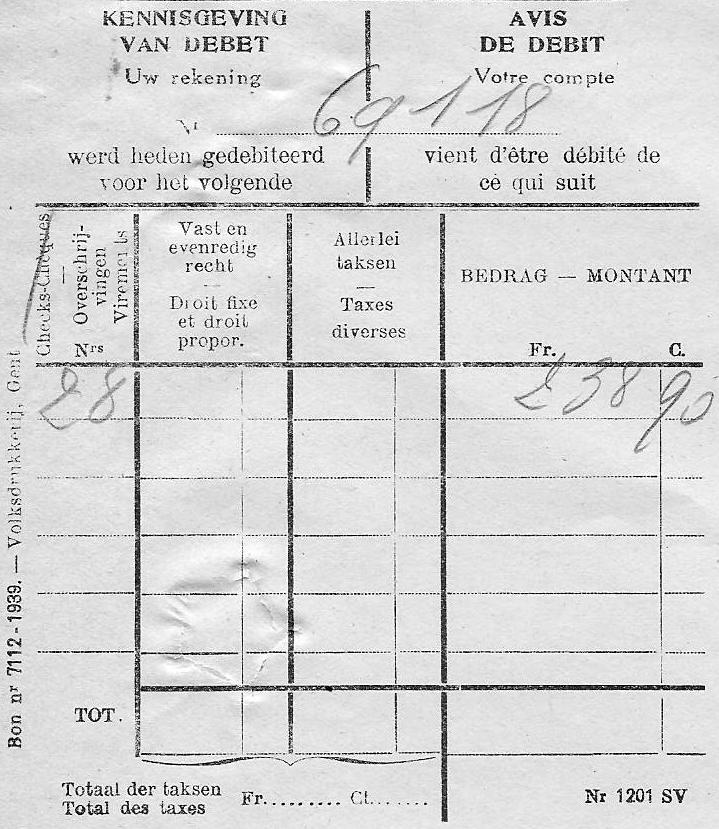 KENNISGEVING
VAN DEBET
Uw rekening
AVIS
DE DEBIT
Votre compte
Nr 69118
werd heden gedebiteerd
voor het volgende
vient d'être débité de
ce qui suit
Checks-Chèques
—
Overschrij-
vingen
Virements
Nrs
Vast en
evenredig
recht
—
Droit fixe
et droit
propor.
Allerlei
taksen
—
Taxes
diverses
BEDRAG — MONTANT
Fr. C.
28 238 90
TOT.
Totaal der taksen
Total des taxes
Fr......... Ct.......
Nr 1201 SV
Bon nr 7112-1939. — Volksdrukkerij, Gent